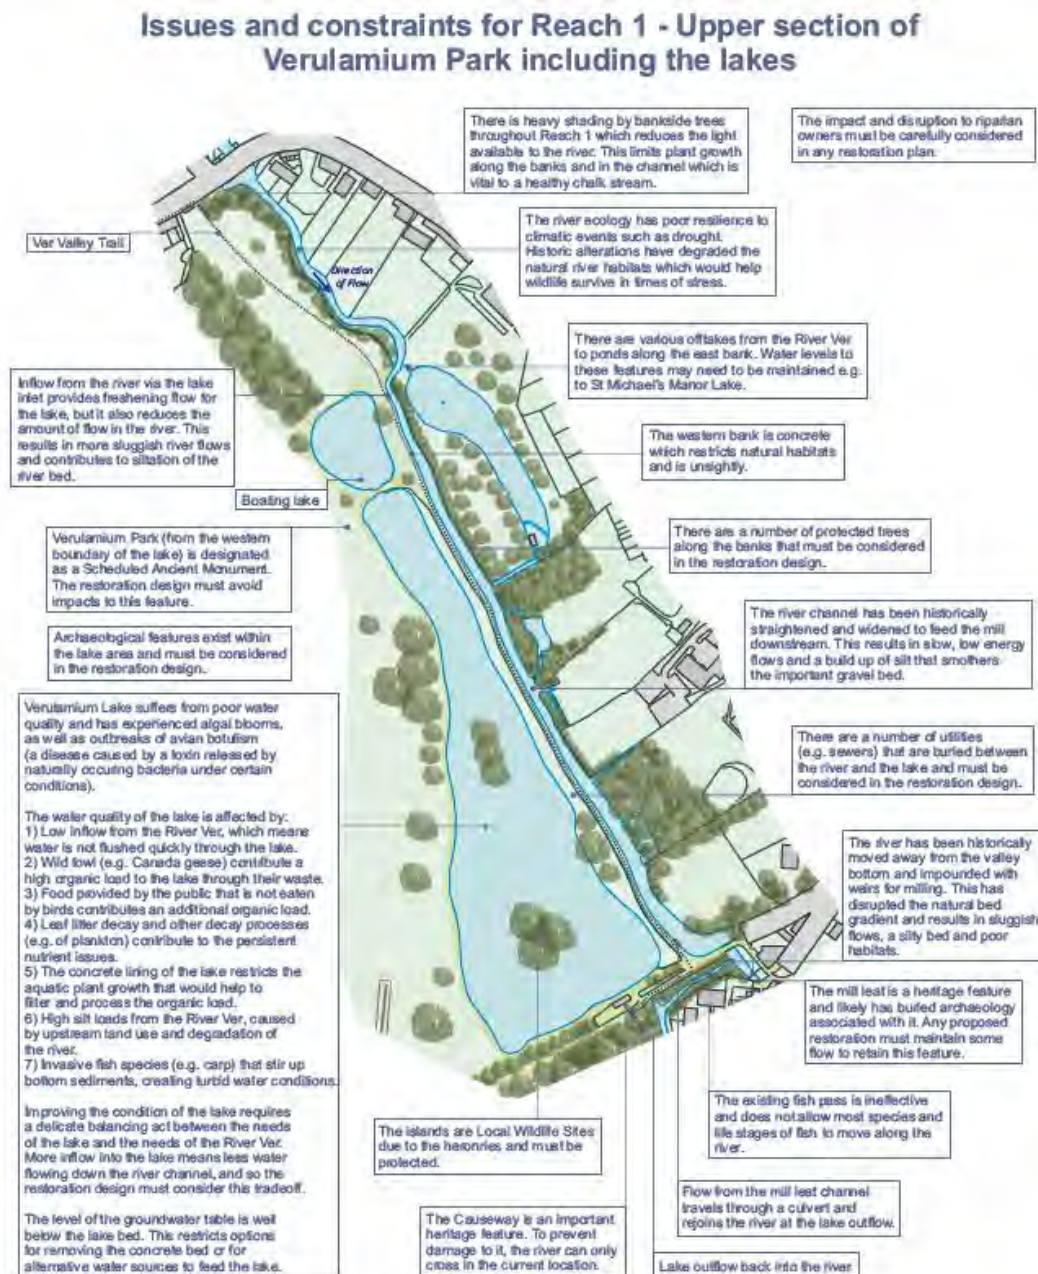 Issues and constraints for Reach 1 - Upper section of
Verulamium Park including the lakes
There is heavy shading by bankside trees
throughout Reach 1 which reduces the light
available to the river. This limits plant growth
along the banks and in the channel which is
vital to a healthy chalk stream.
The impact and disruption to riparian
owners must be carefully considered
in any restoration plan.
Ver Valley Trail
The river ecology has poor resilience to
climatic events such as drought.
Historic alterations have degraded the
natural river habitats which would help
wildlife survive in times of stress.
Direction
of Flow
There are various offtakes from the River Ver
to ponds along the east bank. Water levels to
these features may need to be maintained e.g.
to St Michael's Manor Lake.
Inflow from the river via the lake
inlet provides freshening flow for
the lake, but it also reduces the
amount of flow in the river. This
results in more sluggish river flows
and contributes to siltation of the
river bed.
The western bank is concrete
which restricts natural habitats
and is unsightly.
Boating lake
Verulamium Park (from the western
boundary of the lake) is designated
as a Scheduled Ancient Monument.
The restoration design must avoid
impacts to this feature.
There are a number of protected trees
along the banks that must be considered
in the restoration design.
Archaeological features exist within
the lake area and must be considered
in the restoration design.
The river channel has been historically
straightened and widened to feed the mill
downstream. This results in slow, low energy
flows and a build up of silt that smothers
the important gravel bed.
Verulamium Lake suffers from poor water
quality and has experienced algal blooms,
as well as outbreaks of avian botulism
(a disease caused by a toxin released by
naturally occuring bacteria under certain
conditions).
The water quality of the lake is affected by:
1) Low inflow from the River Ver, which means
water is not flushed quickly through the lake.
2) Wild fowl (e.g. Canada geese) contribute a
high organic load to the lake through their waste.
3) Food provided by the public that is not eaten
by birds contributes an additional organic load.
4) Leaf litter decay and other decay processes
(e.g. of plankton) contribute to the persistent
nutrient issues.
5) The concrete lining of the lake restricts the
aquatic plant growth that would help to
filter and process the organic load.
6) High silt loads from the River Ver, caused
by upstream land use and degradation of
the river.
7) Invasive fish species (e.g. carp) that stir up
bottom sediments, creating turbid water conditions.
Improving the condition of the lake requires
a delicate balancing act between the needs
of the lake and the needs of the River Ver.
More inflow into the lake means less water
flowing down the river channel, and so the
restoration design must consider this tradeoff.
The level of the groundwater table is well
below the lake bed. This restricts options
for removing the concrete bed or for
alternative water sources to feed the lake.
There are a number of utilities
(e.g. sewers) that are buried between
the river and the lake and must be
considered in the restoration design.
The river has been historically
moved away from the valley
bottom and impounded with
weirs for milling. This has
disrupted the natural bed
gradient and results in sluggish
flows, a silty bed and poor
habitats.
The mill leat is a heritage feature
and likely has buried archaeology
associated with it. Any proposed
restoration must maintain some
flow to retain this feature.
The existing fish pass is ineffective
and does not allow most species and
life stages of fish to move along the
river.
The islands are Local Wildlife Sites
due to the heronries and must be
protected.
Flow from the mill leat channel
travels through a culvert and
rejoins the river at the lake outflow.
The Causeway is an important
heritage feature. To prevent
damage to it, the river can only
cross in the current location.
Lake outflow back into the river